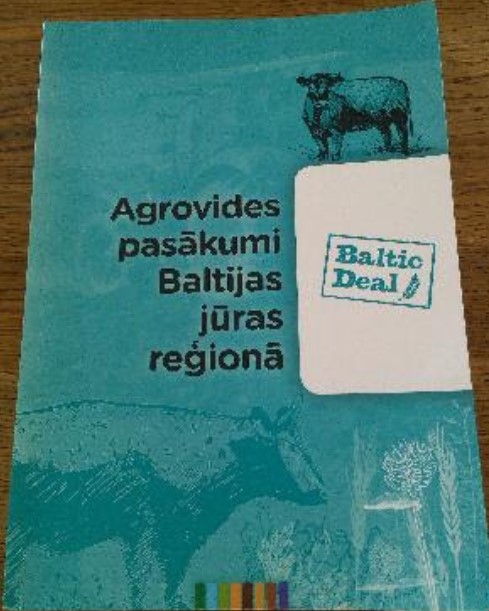 Agrovides
pasākumi
Baltijas
jūras
reģionā
Baltic
Deal